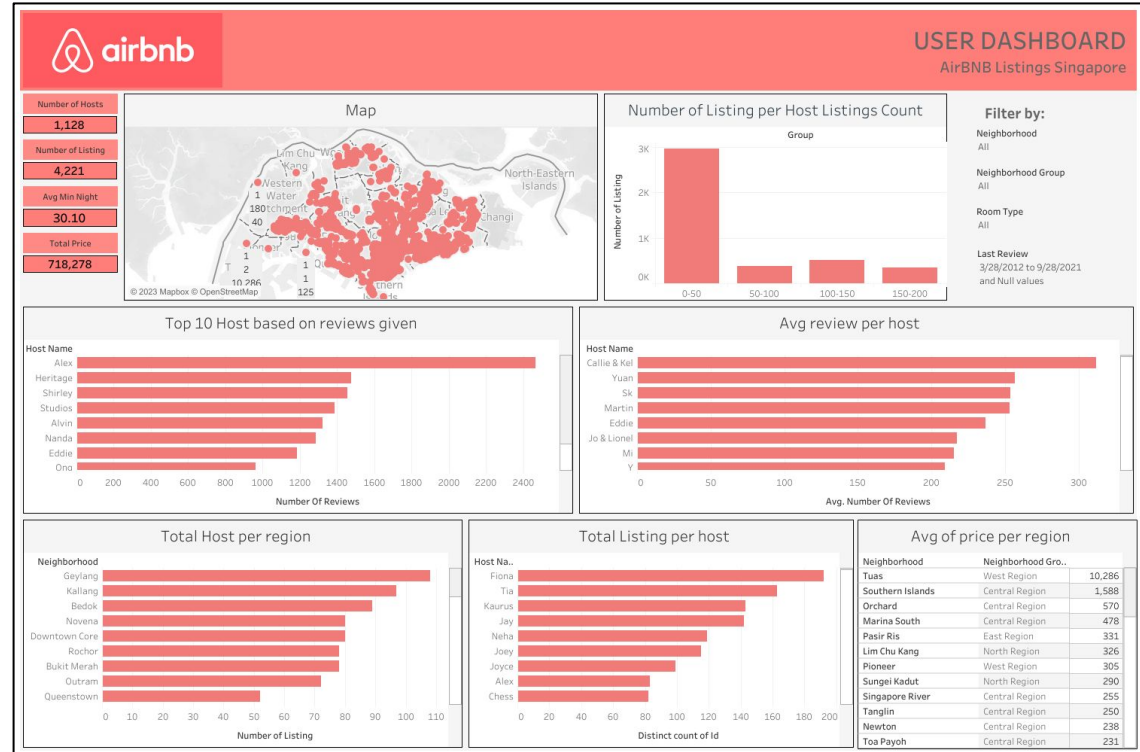 airbnb
USER DASHBOARD
AirBNB Listings Singapore
Number of Hosts
1,128
Number of Listing
4,221
Avg Min Night
30.10
Total Price
718,278
Map
Lim Chu
Kang
North-Eastern
Islands
Western
Water
Changi
1
180
tchment
40
1
2
10,286
1
1
125
T
© 2023 Mapbox © OpenStreetMap
Number of Listing per Host Listings Count
Group
Number of Listing
3K
2K
1K
0K
0-50
50-100
100-150
150-200
Filter by:
Neighborhood
All
Neighborhood Group
All
Room Type
All
Last Review
3/28/2012 to 9/28/2021
and Null values
Top 10 Host based on reviews given
Host Name
Alex
Heritage
Shirley
Studios
Alvin
Nanda
Eddie
Ong
0 200 400 600 800 1000 1200 1400 1600 1800 2000 2200 2400
Number Of Reviews
Avg review per host
Host Name
Callie & Kel
Yuan
Sk
Martin
Eddie
Jo & Lionel
Mi
Y
0 50 100 150 200 250 300
Avg. Number Of Reviews
Total Host per region
Neighborhood
Geylang
Kallang
Bedok
Novena
Downtown Core
Rochor
Bukit Merah
Outram
Queenstown
0 10 20 30 40 50 60 70 80 90 100 110
Number of Listing
Total Listing per host
Host Na..
Fiona
Tia
Kaurus
Jay
Neha
Joey
Joyce
Alex
Chess
0 20 40 60 80 100 120 140 160 180 200
Distinct count of Id
Avg of price per region
Neighborhood Neighborhood Gro..
Tuas West Region 10,286
Southern Islands Central Region 1,588
Orchard Central Region 570
Marina South Central Region 478
Pasir Ris East Region 331
Lim Chu Kang North Region 326
Pioneer West Region 305
Sungei Kadut North Region 290
Singapore River Central Region 255
Tanglin Central Region 250
Newton Central Region 238
Toa Payoh Central Region 231